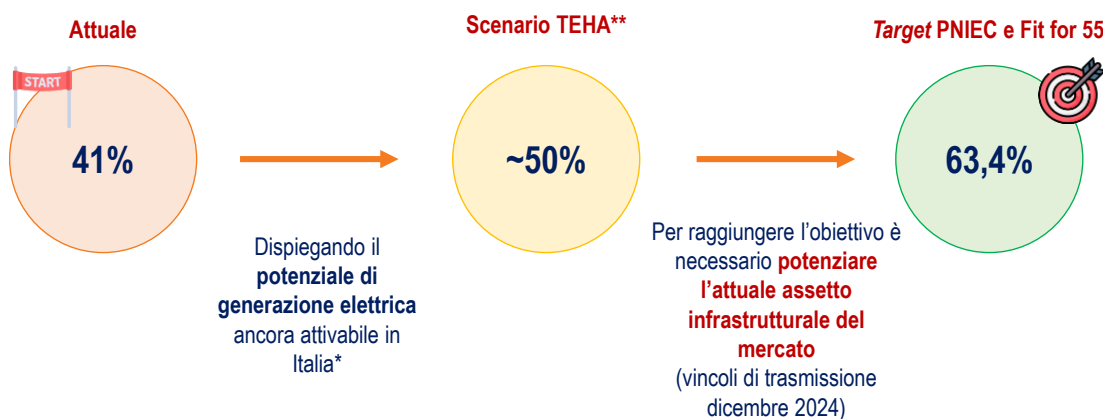 Attuale
Scenario TEHA**
Target PNIEC e Fit for 55
START
41%
~50%
63,4%
Dispiegando il
potenziale di
generazione elettrica
ancora attivabile in
Italia*
Per raggiungere l’obiettivo è
necessario potenziare
l’attuale assetto
infrastrutturale del
mercato
(vincoli di trasmissione
dicembre 2024)